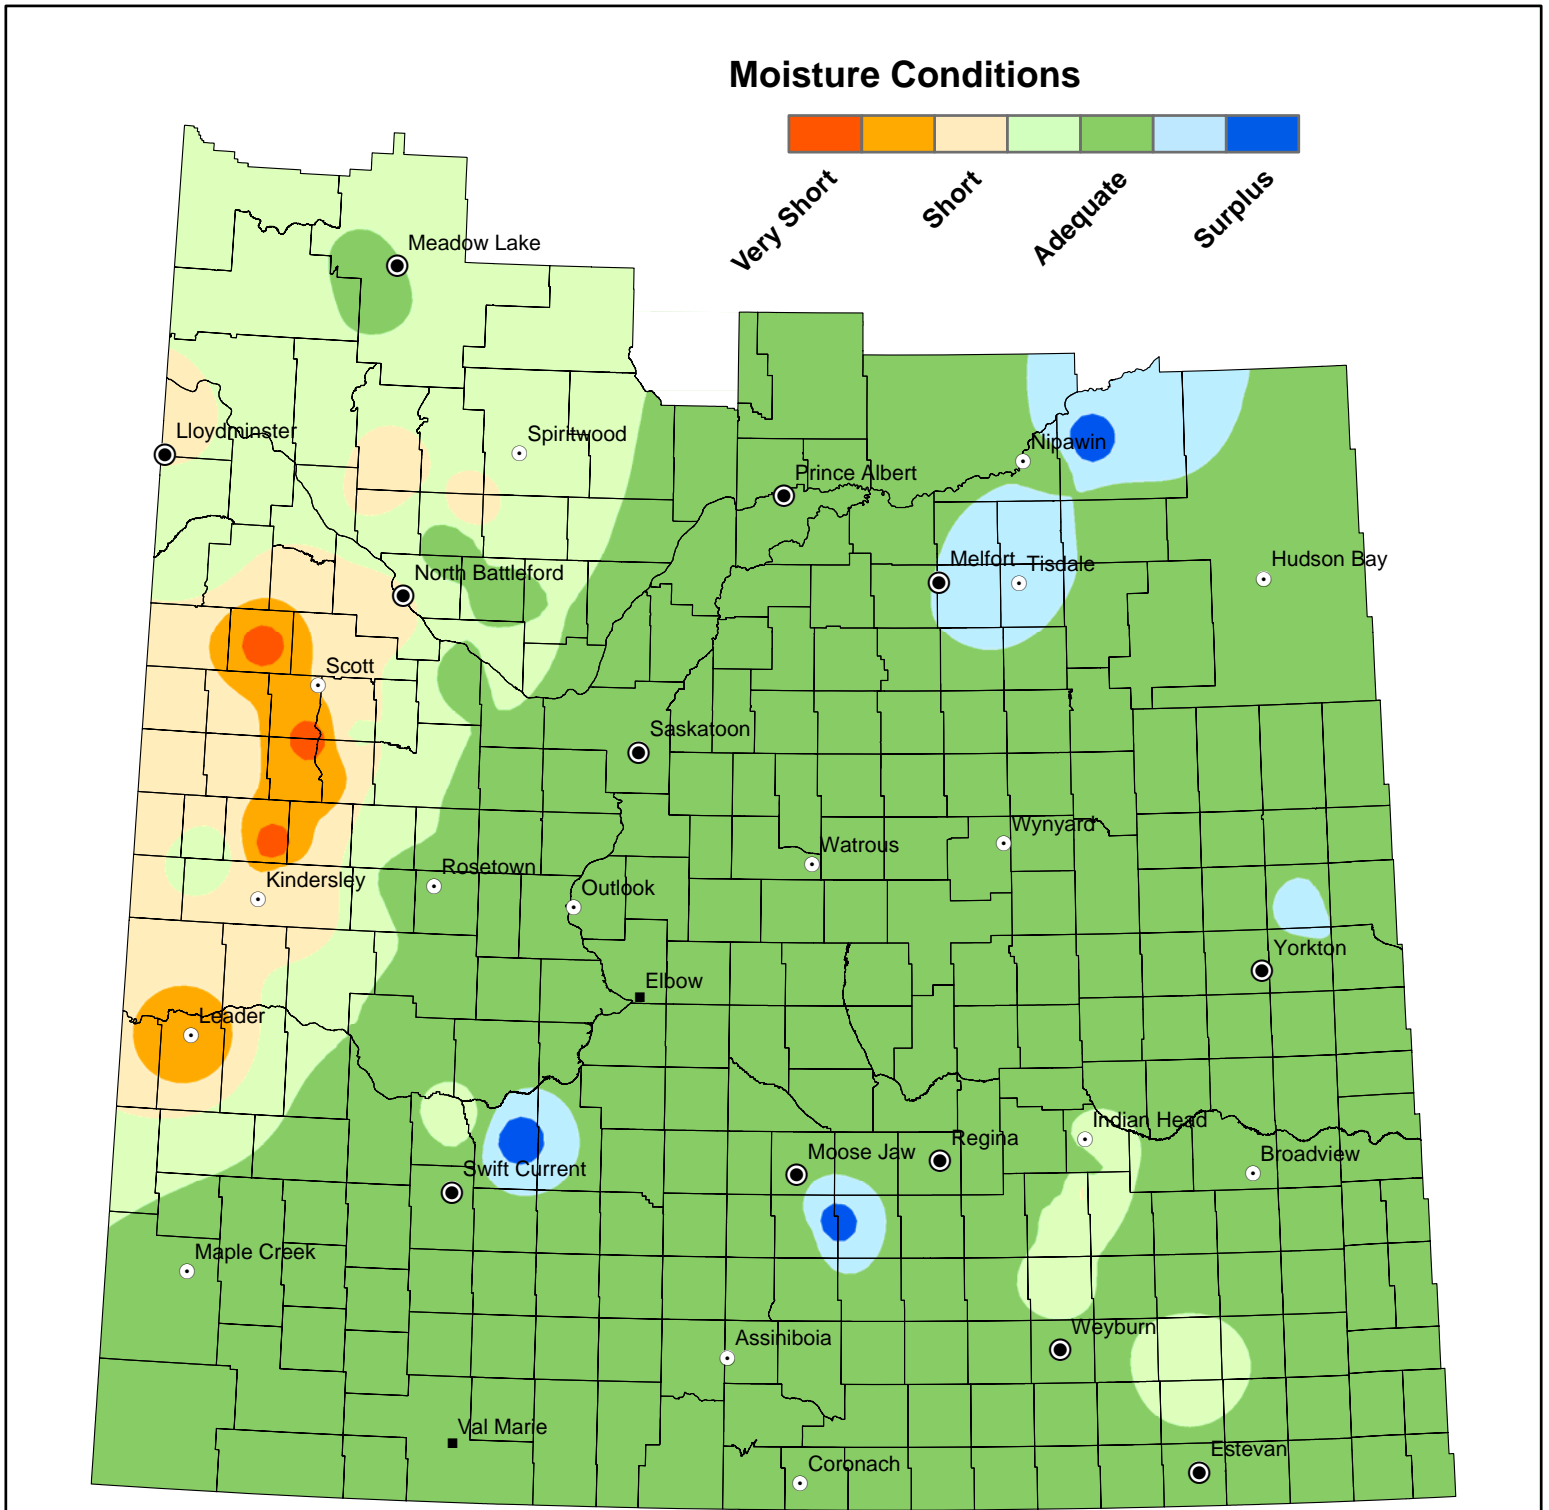 Moisture Conditions
Very Short
Short
Adequate
Surplus
Meadow Lake
Lloydminster
Spiritwood
Nipawin
Prince Albert
Melfort
Tisdale
Hudson Bay
North Battleford
Scott
Saskatoon
Wynyard
Watrous
Rosetown
Kindersley
Outlook
Yorkton
Elbow
Leader
Indian Head
Regina
Moose Jaw
Broadview
Swift Current
Maple Creek
Weyburn
Assiniboia
Val Marie
Estevan
Coronach